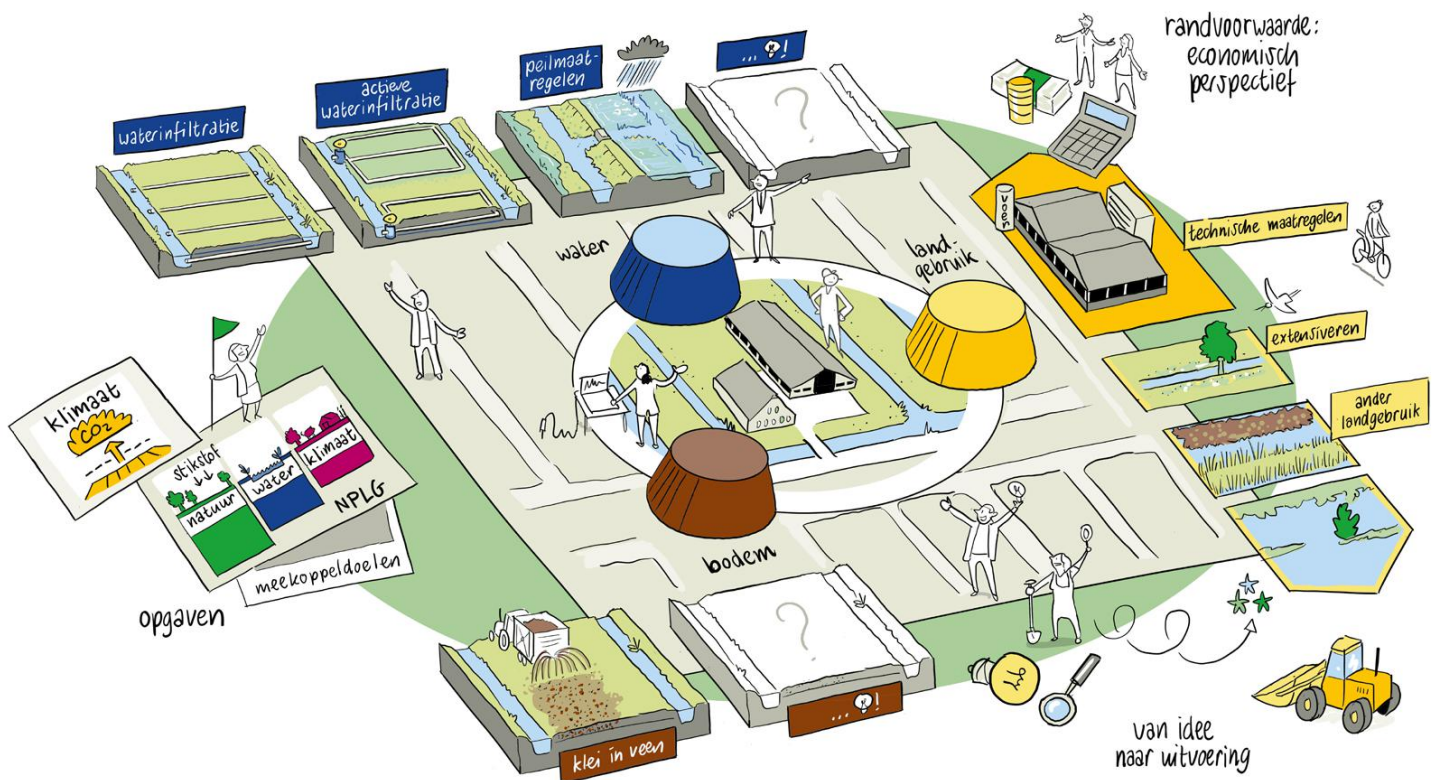 waterinfiltratie
actieve
waterinfiltratie
peilmaat-
regelen
... !
?
randvoorwaarde:
economisch
perspectief
water
land-
gebruik
voer
technische maatregelen
extensiveren
ander
landgebruik
klimaat
CO2
stikstof
natuur
water
klimaat
NPLG
meekoppeldoelen
opgaven
bodem
?
... !
klei in veen
van idee
naar uitvoering